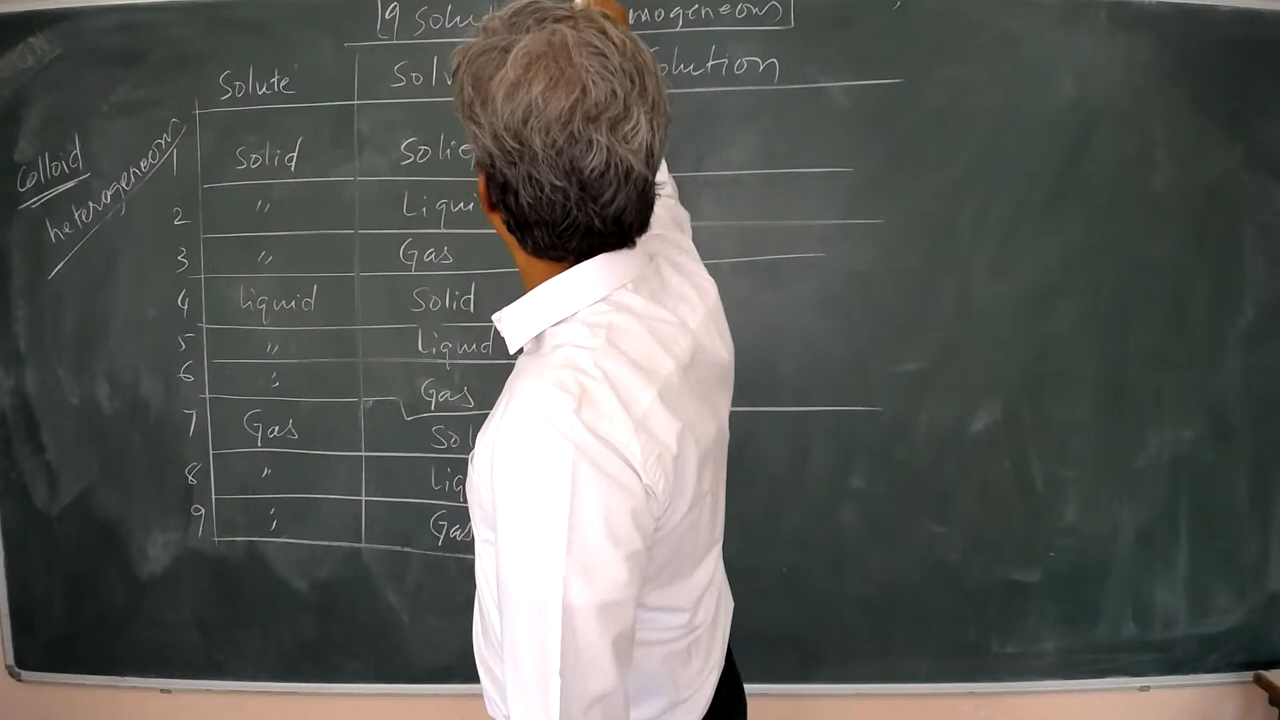 [9 Solu mogeneous]
Solute Solv olution
Colloid
heterogeneous
1 Solid Solid
2 " Liqui
3 " Gas
4 liquid Solid
5 " Liquid
6 " Gas
7 Gas Sol
8 " Liq
9 " Gas